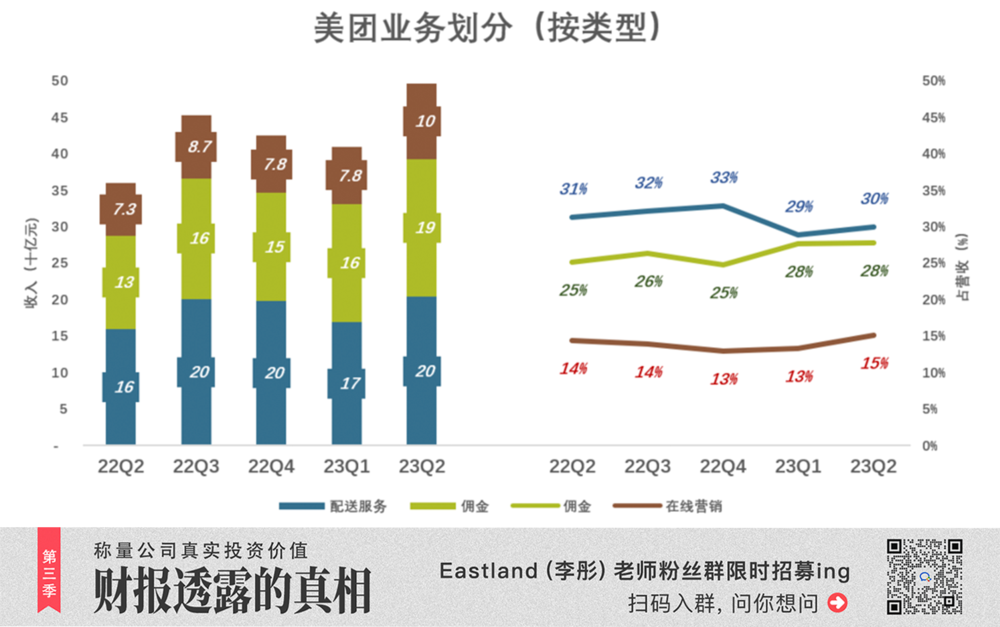 美团业务划分（按类型）
50
45
40
35
30
25
20
15
10
5
-
收入（十亿元）
7.3
8.7
7.8
7.8
10
13
16
15
16
19
16
20
20
17
20
22Q2
22Q3
22Q4
23Q1
23Q2
31%
32%
33%
29%
30%
25%
26%
25%
28%
28%
14%
14%
13%
13%
15%
22Q2
22Q3
22Q4
23Q1
23Q2
50%
45%
40%
35%
30%
25%
20%
15%
10%
5%
0%
占营收（%）
配送服务 佣金 佣金 在线营销
第三季
称量公司真实投资价值
财报透露的真相
Eastland (李彤) 老师粉丝群限时招募ing
扫码入群, 问你想问